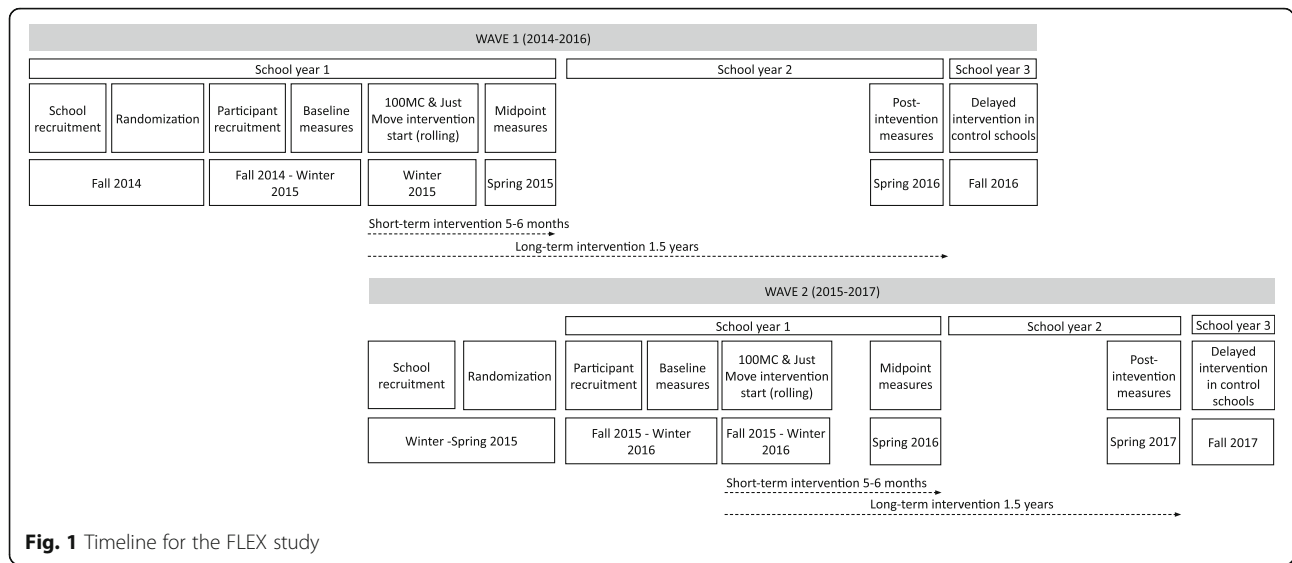 WAVE 1 (2014-2016)
School year 1
School year 2
School year 3
School
recruitment
Randomization
Participant
recruitment
Baseline
measures
100MC & Just
Move intervention
start (rolling)
Midpoint
measures
Post-
intevention
measures
Delayed
intervention in
control schools
Fall 2014
Fall 2014 - Winter
2015
Winter
2015
Spring 2015
Spring 2016
Fall 2016
Short-term intervention 5-6 months
Long-term intervention 1.5 years
WAVE 2 (2015-2017)
School year 1
School year 2
School year 3
School
recruitment
Randomization
Participant
recruitment
Baseline
measures
100MC & Just
Move intervention
start (rolling)
Midpoint
measures
Post-
intevention
measures
Delayed
intervention
in control
schools
Winter -Spring 2015
Fall 2015 - Winter
2016
Fall 2015 - Winter
2016
Spring 2016
Spring 2017
Fall 2017
Short-term intervention 5-6 months
Long-term intervention 1.5 years
Fig. 1 Timeline for the FLEX study